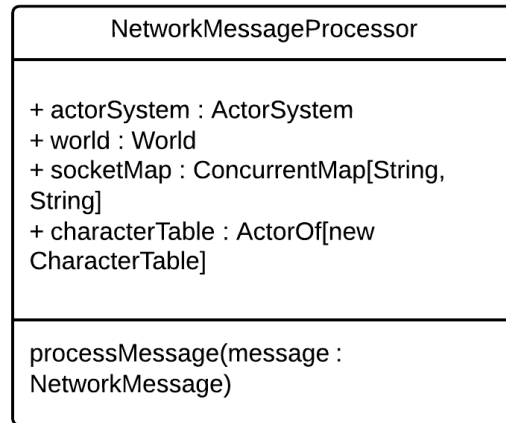 NetworkMessageProcessor
+ actorSystem : ActorSystem
+ world : World
+ socketMap : ConcurrentMap[String,
String]
+ characterTable : ActorOf[new
CharacterTable]
processMessage(message :
NetworkMessage)